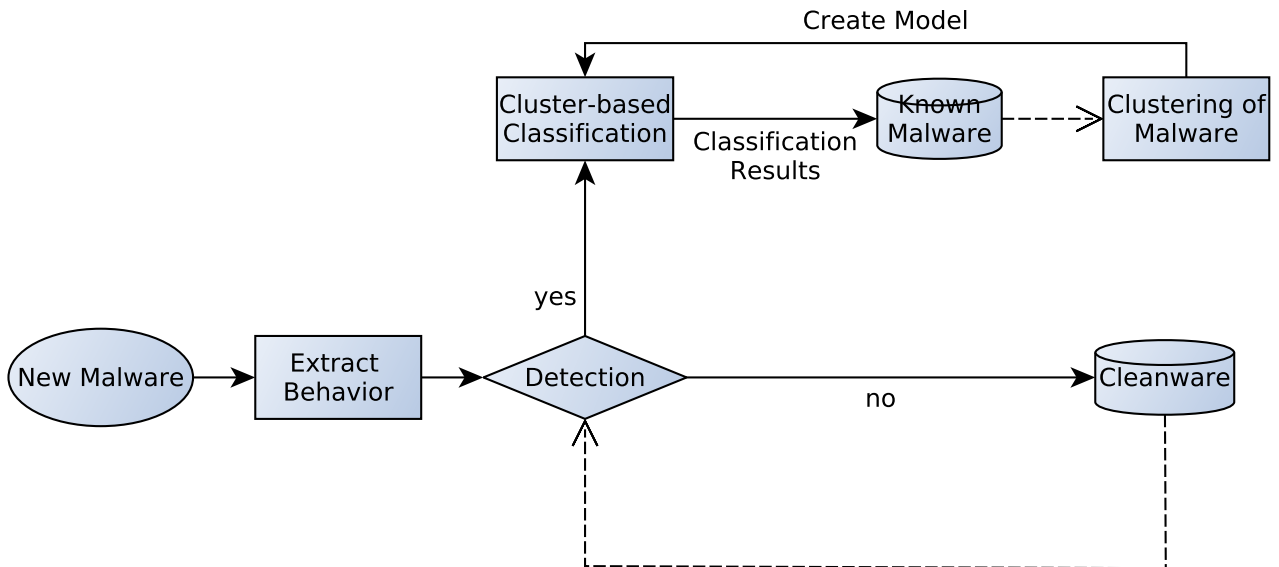 Create Model
Cluster-based
Classification
Classification
Results
Known
Malware
Clustering of
Malware
yes
New Malware
Extract
Behavior
Detection
no
Cleanware